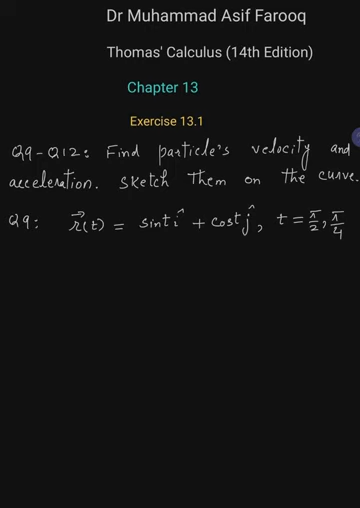 Dr Muhammad Asif Farooq
Thomas' Calculus (14th Edition)
Chapter 13
Exercise 13.1
Q9-Q12: Find particle's velocity and
acceleration. Sketch them on the curve.
Q9: r⃗(t) = sint î + cost ĵ, t = π/2, π/4